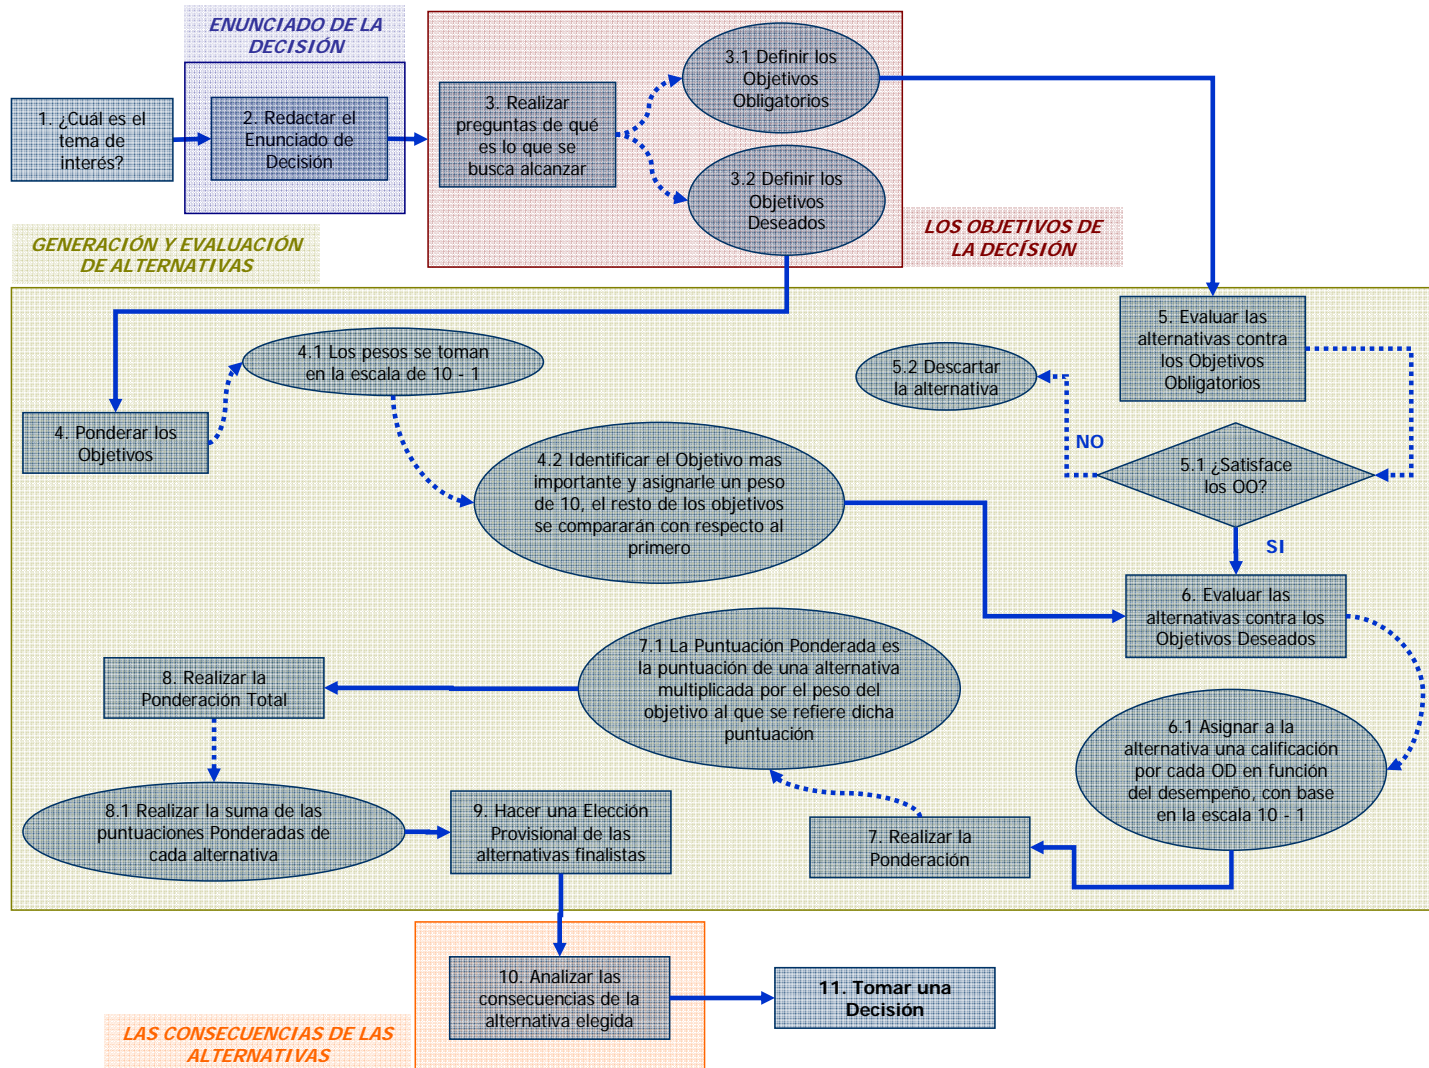 ENUNCIADO DE LA
DECISIÓN
1. ¿Cuál es el
tema de
interés?
2. Redactar el
Enunciado de
Decisión
3. Realizar
preguntas de qué
es lo que se
busca alcanzar
3.1 Definir los
Objetivos
Obligatorios
3.2 Definir los
Objetivos
Deseados
LOS OBJETIVOS DE
LA DECÍSIÓN
GENERACIÓN Y EVALUACIÓN
DE ALTERNATIVAS
4. Ponderar los
Objetivos
4.1 Los pesos se toman
en la escala de 10 - 1
4.2 Identificar el Objetivo mas
importante y asignarle un peso
de 10, el resto de los objetivos
se compararán con respecto al
primero
5. Evaluar las
alternativas contra
los Objetivos
Obligatorios
5.2 Descartar
la alternativa
NO
5.1 ¿Satisface
los OO?
SI
6. Evaluar las
alternativas contra los
Objetivos Deseados
6.1 Asignar a la
alternativa una calificación
por cada OD en función
del desempeño, con base
en la escala 10 - 1
7. Realizar la
Ponderación
7.1 La Puntuación Ponderada es
la puntuación de una alternativa
multiplicada por el peso del
objetivo al que se refiere dicha
puntuación
8. Realizar la
Ponderación Total
8.1 Realizar la suma de las
puntuaciones Ponderadas de
cada alternativa
9. Hacer una Elección
Provisional de las
alternativas finalistas
10. Analizar las
consecuencias de la
alternativa elegida
11. Tomar una
Decisión
LAS CONSECUENCIAS DE LAS
ALTERNATIVAS